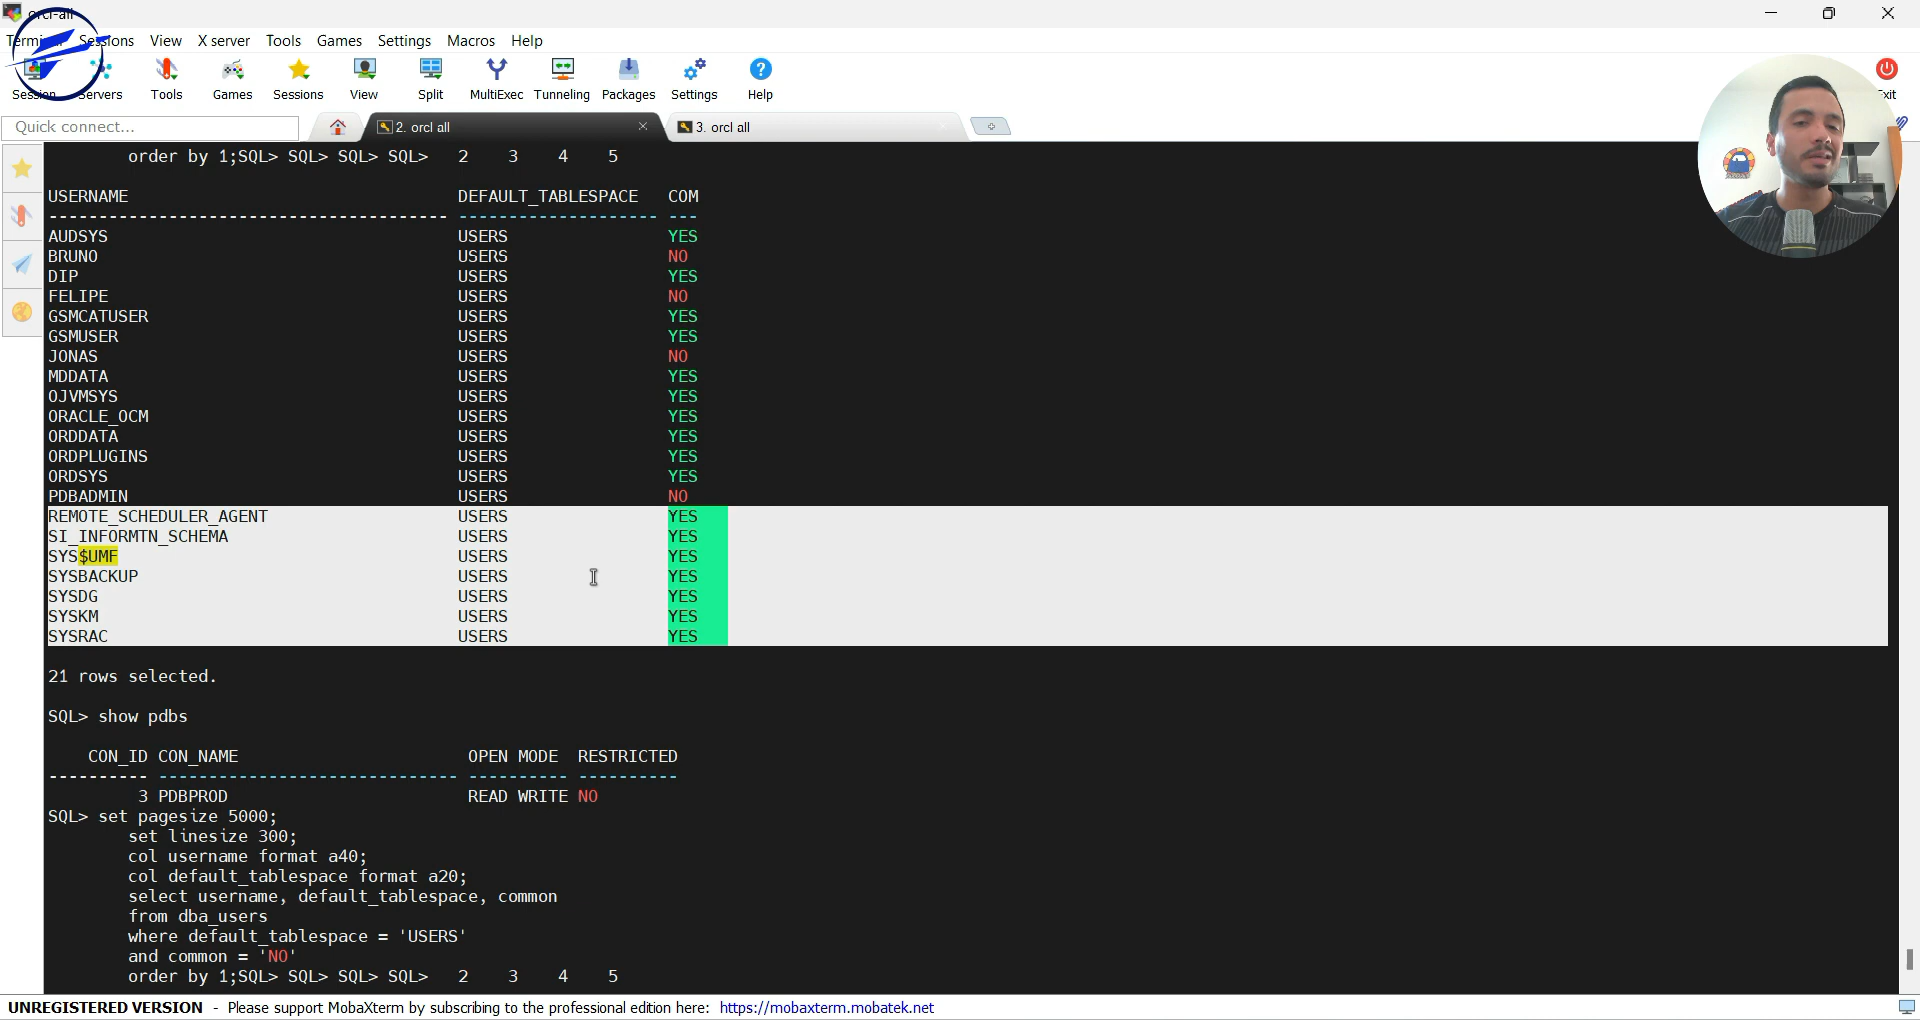 orcl-all
Terminal Sessions View X server Tools Games Settings Macros Help
Session Servers Tools Games Sessions View Split MultiExec Tunneling Packages Settings Help Exit
Quick connect... 2. orcl all 3. orcl all
order by 1;SQL> SQL> SQL> SQL> 2 3 4 5
USERNAME DEFAULT_TABLESPACE COM
---------------------------------------- -------------------- ---
AUDSYS USERS YES
BRUNO USERS NO
DIP USERS YES
FELIPE USERS NO
GSMCATUSER USERS YES
GSMUSER USERS YES
JONAS USERS NO
MDDATA USERS YES
OJVMSYS USERS YES
ORACLE_OCM USERS YES
ORDDATA USERS YES
ORDPLUGINS USERS YES
ORDSYS USERS YES
PDBADMIN USERS NO
REMOTE_SCHEDULER_AGENT USERS YES
SI_INFORMTN_SCHEMA USERS YES
SYS$UMF USERS YES
SYSBACKUP USERS YES
SYSDG USERS YES
SYSKM USERS YES
SYSRAC USERS YES
21 rows selected.
SQL> show pdbs
CON_ID CON_NAME OPEN MODE RESTRICTED
---------- ------------------------------ ---------- ----------
3 PDBPROD READ WRITE NO
SQL> set pagesize 5000;
set linesize 300;
col username format a40;
col default_tablespace format a20;
select username, default_tablespace, common
from dba_users
where default_tablespace = 'USERS'
and common = 'NO'
order by 1;SQL> SQL> SQL> SQL> 2 3 4 5
UNREGISTERED VERSION - Please support MobaXterm by subscribing to the professional edition here: https://mobaxterm.mobatek.net